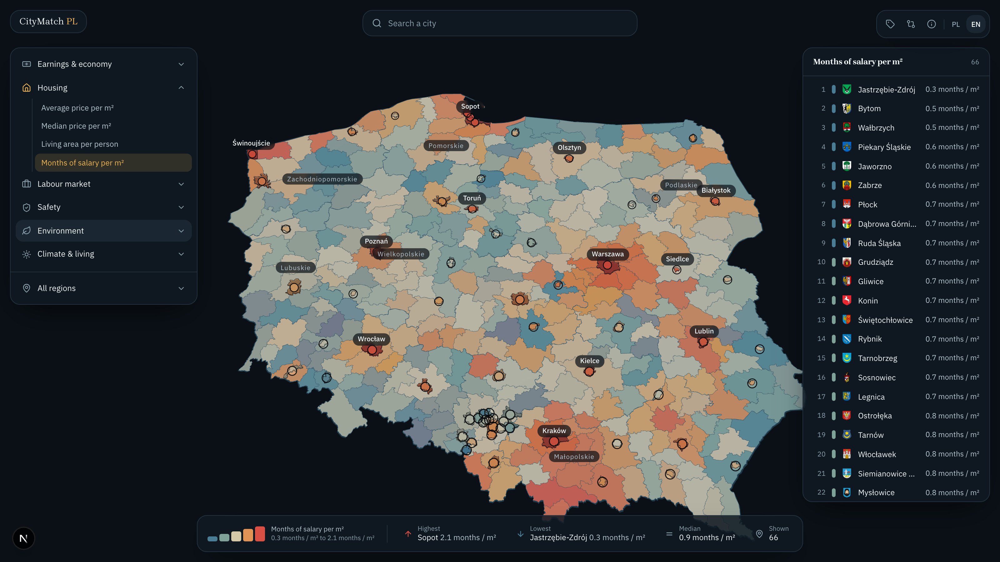 CityMatch PL
Search a city
PL
EN
Earnings & economy
Housing
Average price per m²
Median price per m²
Living area per person
Months of salary per m²
Labour market
Safety
Environment
Climate & living
All regions
Sopot
Świnoujście
Pomorskie
Olsztyn
Zachodniopomorskie
Podlaskie
Białystok
Toruń
Poznań
Wielkopolskie
Warszawa
Siedlce
Lubuskie
Wrocław
Lublin
Kielce
Kraków
Małopolskie
Months of salary per m²
66
1 Jastrzębie-Zdrój 0.3 months / m²
2 Bytom 0.5 months / m²
3 Wałbrzych 0.5 months / m²
4 Piekary Śląskie 0.6 months / m²
5 Jaworzno 0.6 months / m²
6 Zabrze 0.6 months / m²
7 Płock 0.7 months / m²
8 Dąbrowa Górni... 0.7 months / m²
9 Ruda Śląska 0.7 months / m²
10 Grudziądz 0.7 months / m²
11 Gliwice 0.7 months / m²
12 Konin 0.7 months / m²
13 Świętochłowice 0.7 months / m²
14 Rybnik 0.7 months / m²
15 Tarnobrzeg 0.7 months / m²
16 Sosnowiec 0.7 months / m²
17 Legnica 0.7 months / m²
18 Ostrołęka 0.8 months / m²
19 Tarnów 0.8 months / m²
20 Włocławek 0.8 months / m²
21 Siemianowice ... 0.8 months / m²
22 Mysłowice 0.8 months / m²
N
Months of salary per m²
0.3 months / m² to 2.1 months / m²
Highest
Sopot 2.1 months / m²
Lowest
Jastrzębie-Zdrój 0.3 months / m²
Median
0.9 months / m²
Shown
66